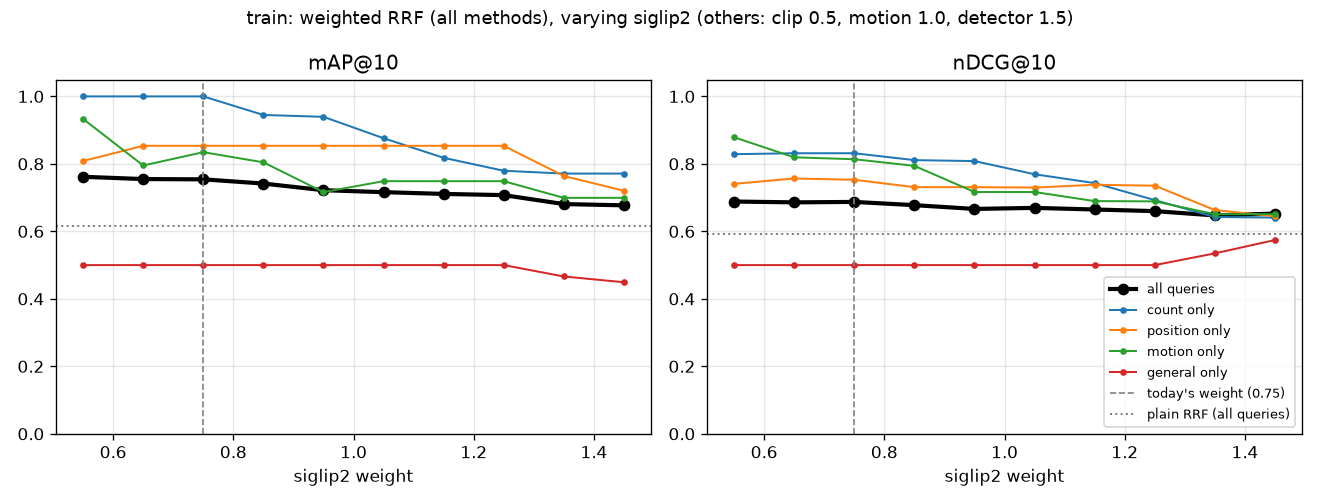 train: weighted RRF (all methods), varying siglip2 (others: clip 0.5, motion 1.0, detector 1.5)
mAP@10
1.0
0.8
0.6
0.4
0.2
0.0
0.6 0.8 1.0 1.2 1.4
siglip2 weight
nDCG@10
1.0
0.8
0.6
0.4
0.2
0.0
all queries
count only
position only
motion only
general only
today's weight (0.75)
plain RRF (all queries)
0.6 0.8 1.0 1.2 1.4
siglip2 weight